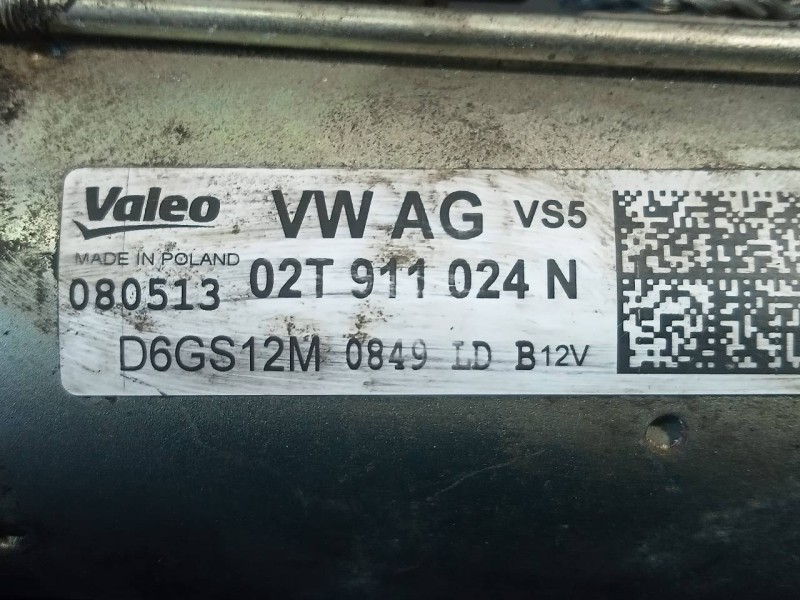 Valeo VW AG VS5
MADE IN POLAND
080513 02T 911 024 N
D6GS12M 0849 LD B12V